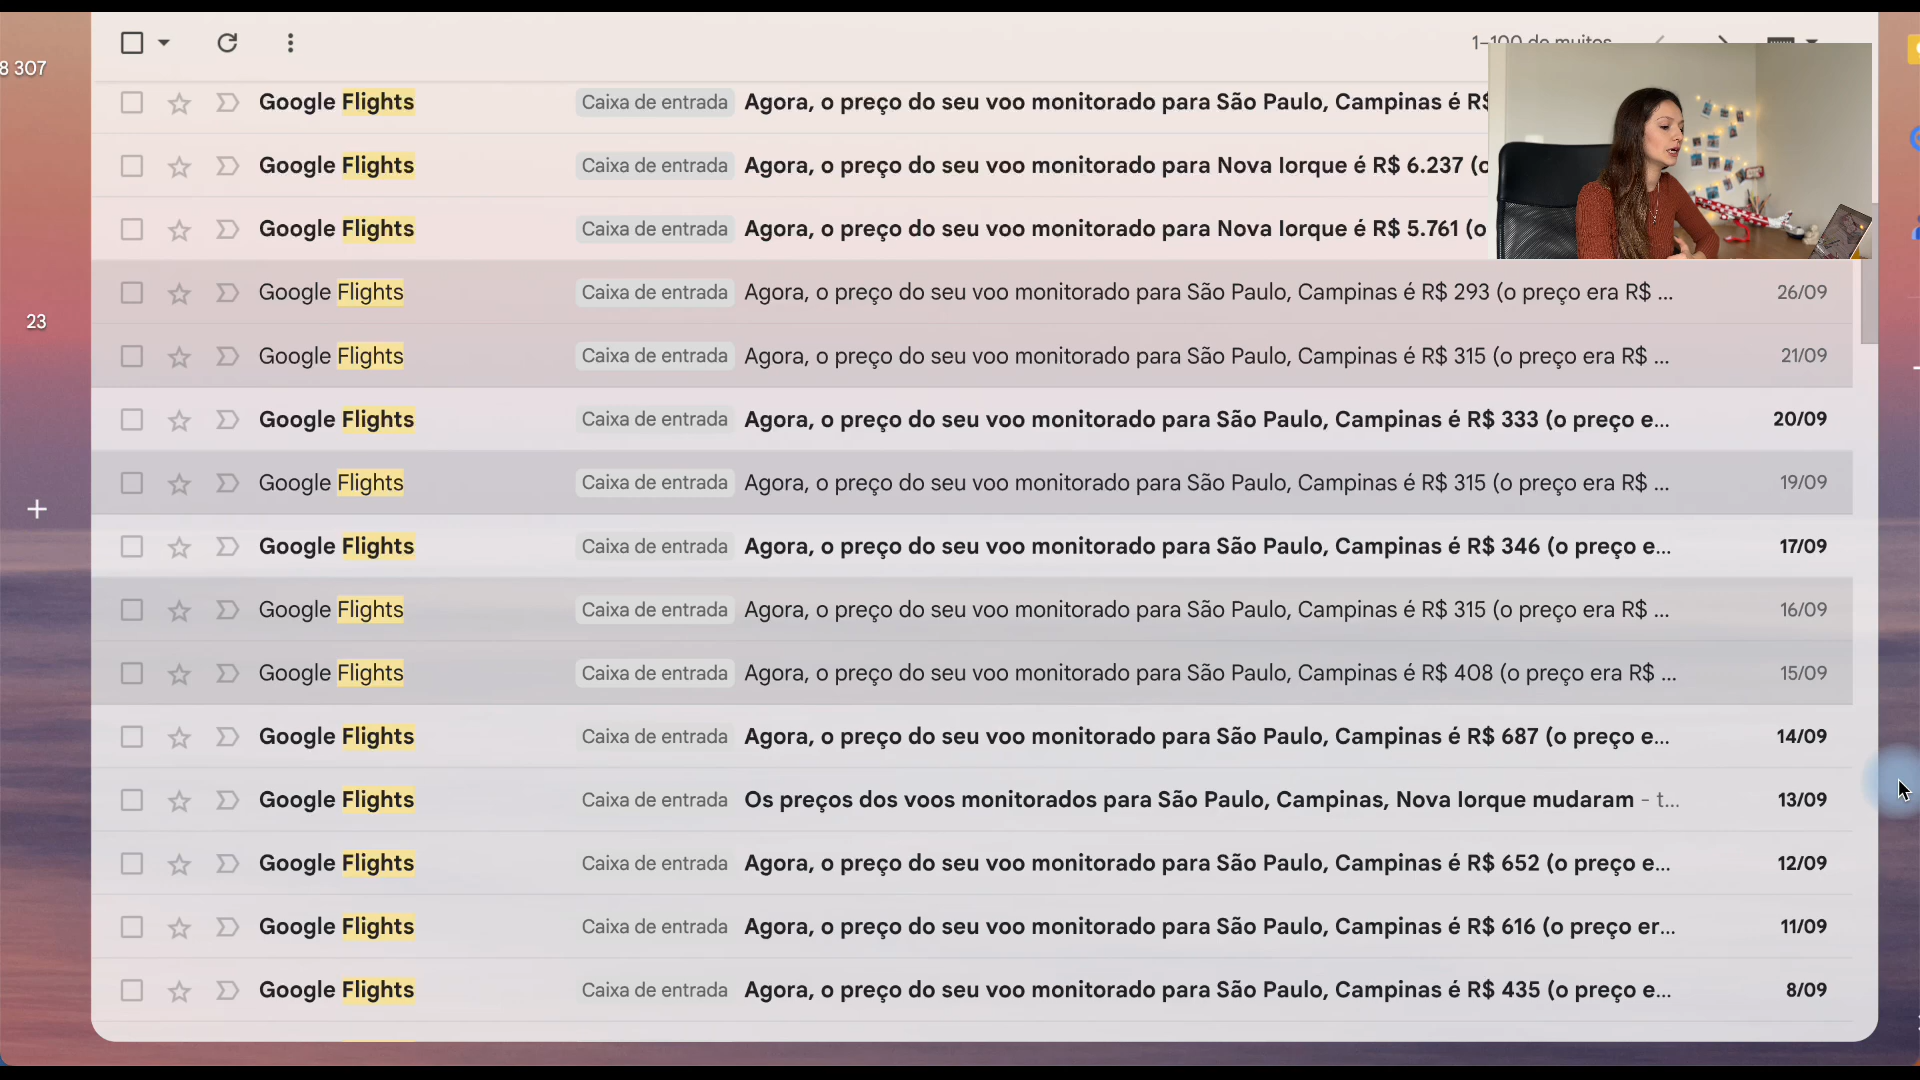 1–100 de muitos
8 307
Google Flights Caixa de entrada Agora, o preço do seu voo monitorado para São Paulo, Campinas é R$
Google Flights Caixa de entrada Agora, o preço do seu voo monitorado para Nova Iorque é R$ 6.237 (o
Google Flights Caixa de entrada Agora, o preço do seu voo monitorado para Nova Iorque é R$ 5.761 (o
Google Flights Caixa de entrada Agora, o preço do seu voo monitorado para São Paulo, Campinas é R$ 293 (o preço era R$ ... 26/09
23
Google Flights Caixa de entrada Agora, o preço do seu voo monitorado para São Paulo, Campinas é R$ 315 (o preço era R$ ... 21/09
Google Flights Caixa de entrada Agora, o preço do seu voo monitorado para São Paulo, Campinas é R$ 333 (o preço e... 20/09
Google Flights Caixa de entrada Agora, o preço do seu voo monitorado para São Paulo, Campinas é R$ 315 (o preço era R$ ... 19/09
Google Flights Caixa de entrada Agora, o preço do seu voo monitorado para São Paulo, Campinas é R$ 346 (o preço e... 17/09
Google Flights Caixa de entrada Agora, o preço do seu voo monitorado para São Paulo, Campinas é R$ 315 (o preço era R$ ... 16/09
Google Flights Caixa de entrada Agora, o preço do seu voo monitorado para São Paulo, Campinas é R$ 408 (o preço era R$ ... 15/09
Google Flights Caixa de entrada Agora, o preço do seu voo monitorado para São Paulo, Campinas é R$ 687 (o preço e... 14/09
Google Flights Caixa de entrada Os preços dos voos monitorados para São Paulo, Campinas, Nova Iorque mudaram - t... 13/09
Google Flights Caixa de entrada Agora, o preço do seu voo monitorado para São Paulo, Campinas é R$ 652 (o preço e... 12/09
Google Flights Caixa de entrada Agora, o preço do seu voo monitorado para São Paulo, Campinas é R$ 616 (o preço er... 11/09
Google Flights Caixa de entrada Agora, o preço do seu voo monitorado para São Paulo, Campinas é R$ 435 (o preço e... 8/09